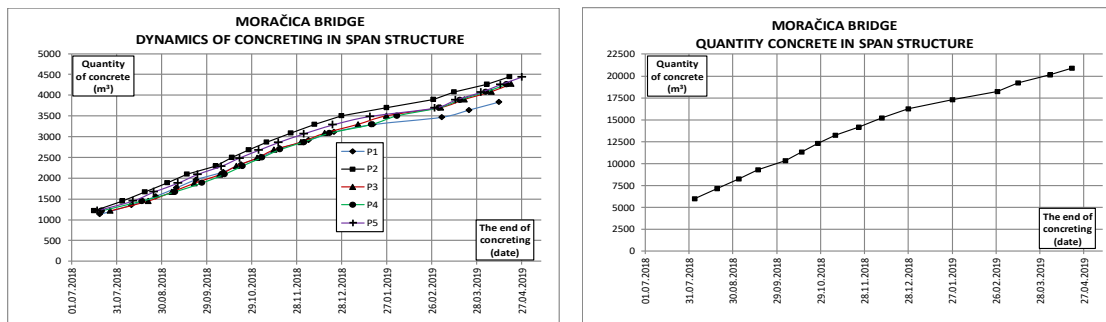 MORAČICA BRIDGE
DYNAMICS OF CONCRETING IN SPAN STRUCTURE
Quantity
of concrete
(m³)
5000
4500
4000
3500
3000
2500
2000
1500
1000
500
0
P1
P2
P3
P4
P5
The end of
concreting
(date)
01.07.2018
31.07.2018
30.08.2018
29.09.2018
29.10.2018
28.11.2018
28.12.2018
27.01.2019
26.02.2019
28.03.2019
27.04.2019
MORAČICA BRIDGE
QUANTITY CONCRETE IN SPAN STRUCTURE
Quantity
of concrete
(m³)
22500
20000
17500
15000
12500
10000
7500
5000
2500
0
The end of
concreting
(date)
01.07.2018
31.07.2018
30.08.2018
29.09.2018
29.10.2018
28.11.2018
28.12.2018
27.01.2019
26.02.2019
28.03.2019
27.04.2019